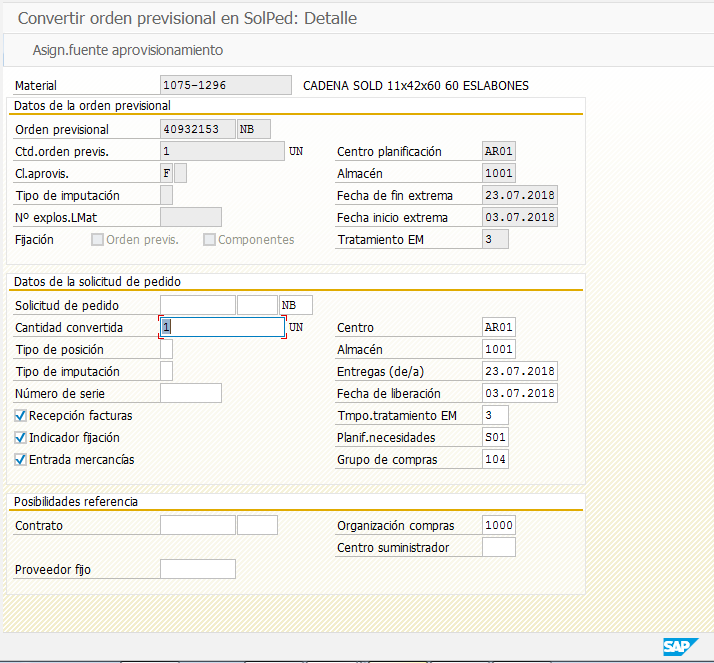 Convertir orden previsional en SolPed: Detalle
Asign.fuente aprovisionamiento
Material 1075-1296 CADENA SOLD 11x42x60 60 ESLABONES
Datos de la orden previsional
Orden previsional 40932153 NB
Ctd.orden previs. 1 UN Centro planificación AR01
Cl.aprovis. F Almacén 1001
Tipo de imputación Fecha de fin extrema 23.07.2018
Nº explos.LMat Fecha inicio extrema 03.07.2018
Fijación Orden previs. Componentes Tratamiento EM 3
Datos de la solicitud de pedido
Solicitud de pedido NB
Cantidad convertida 1 UN Centro AR01
Tipo de posición Almacén 1001
Tipo de imputación Entregas (de/a) 23.07.2018
Número de serie Fecha de liberación 03.07.2018
Recepción facturas Tmpo.tratamiento EM 3
Indicador fijación Planif.necesidades S01
Entrada mercancías Grupo de compras 104
Posibilidades referencia
Contrato Organización compras 1000
Centro suministrador
Proveedor fijo
SAP